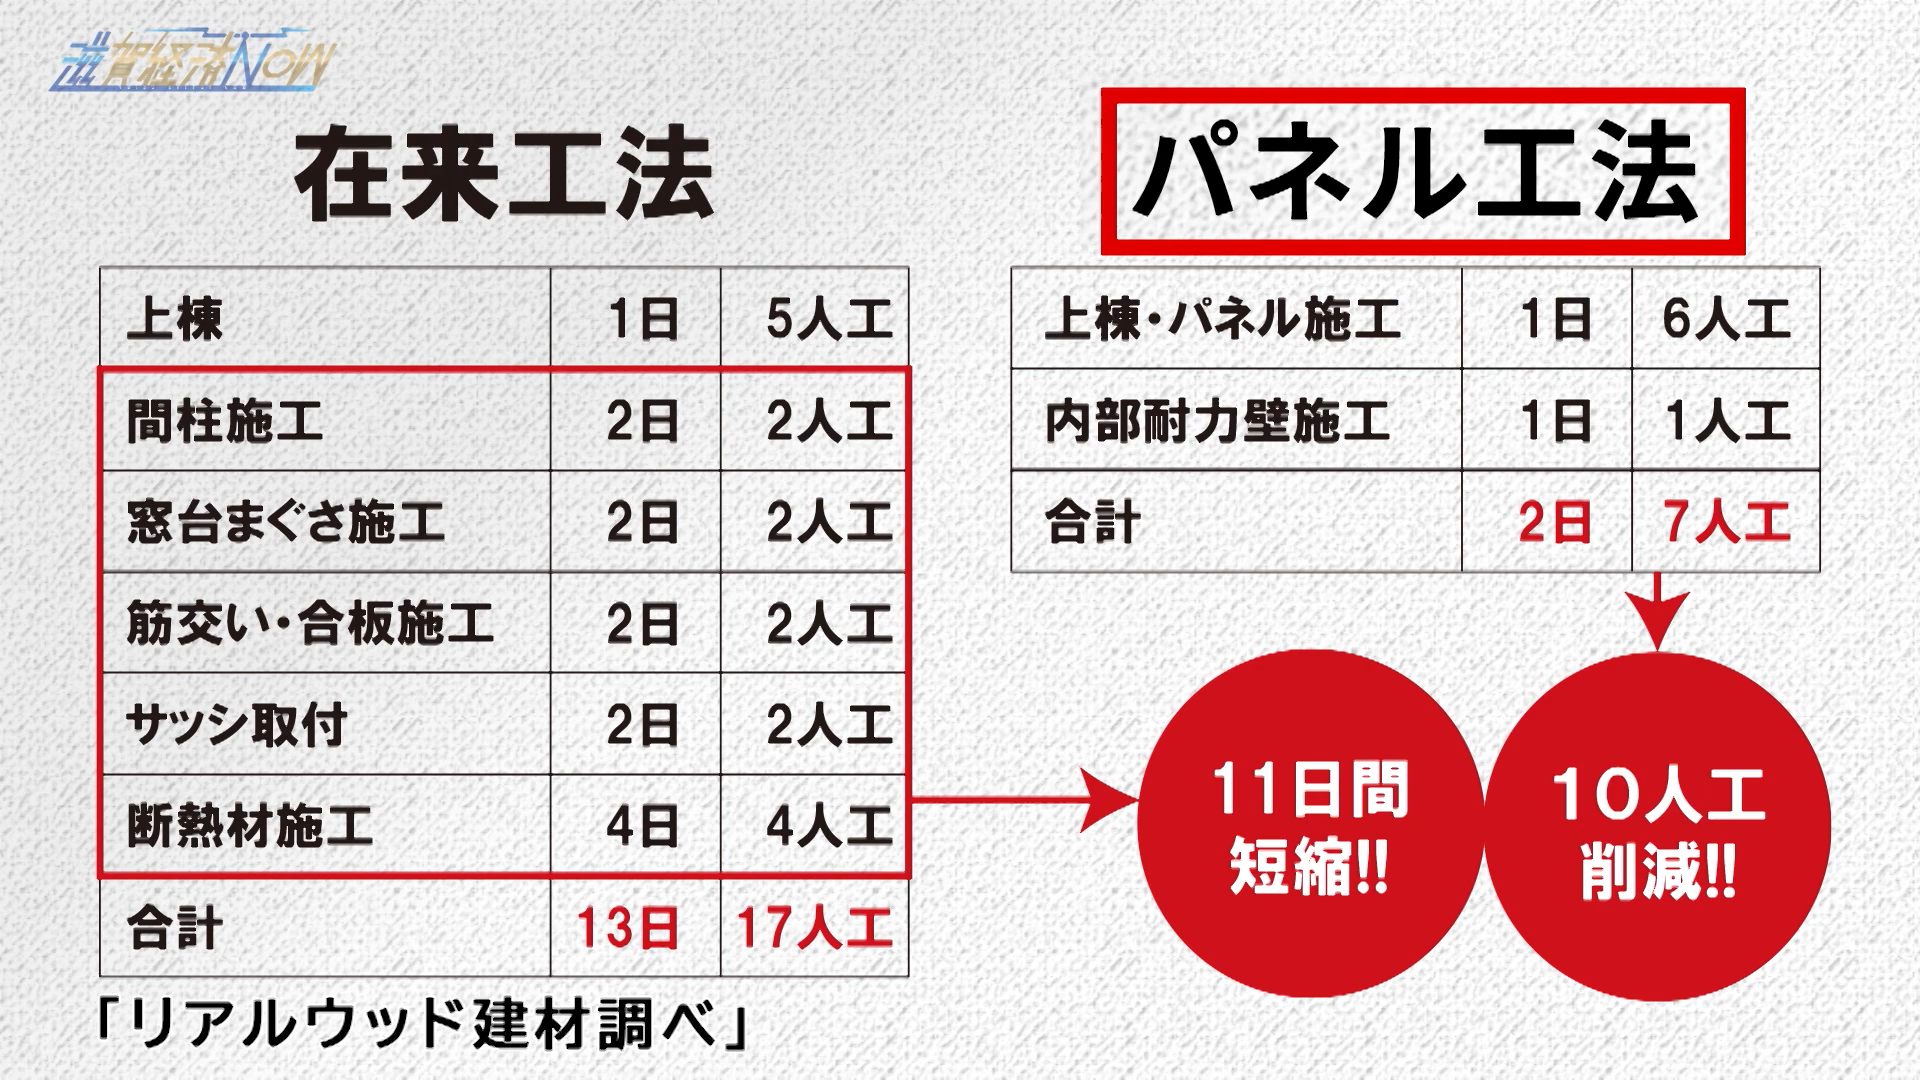 滋賀経済NOW
在来工法
上棟 1日 5人工
間柱施工 2日 2人工
窓台まぐさ施工 2日 2人工
筋交い・合板施工 2日 2人工
サッシ取付 2日 2人工
断熱材施工 4日 4人工
合計 13日 17人工
「リアルウッド建材調べ」
パネル工法
上棟・パネル施工 1日 6人工
内部耐力壁施工 1日 1人工
合計 2日 7人工
11日間
短縮!!
10人工
削減!!